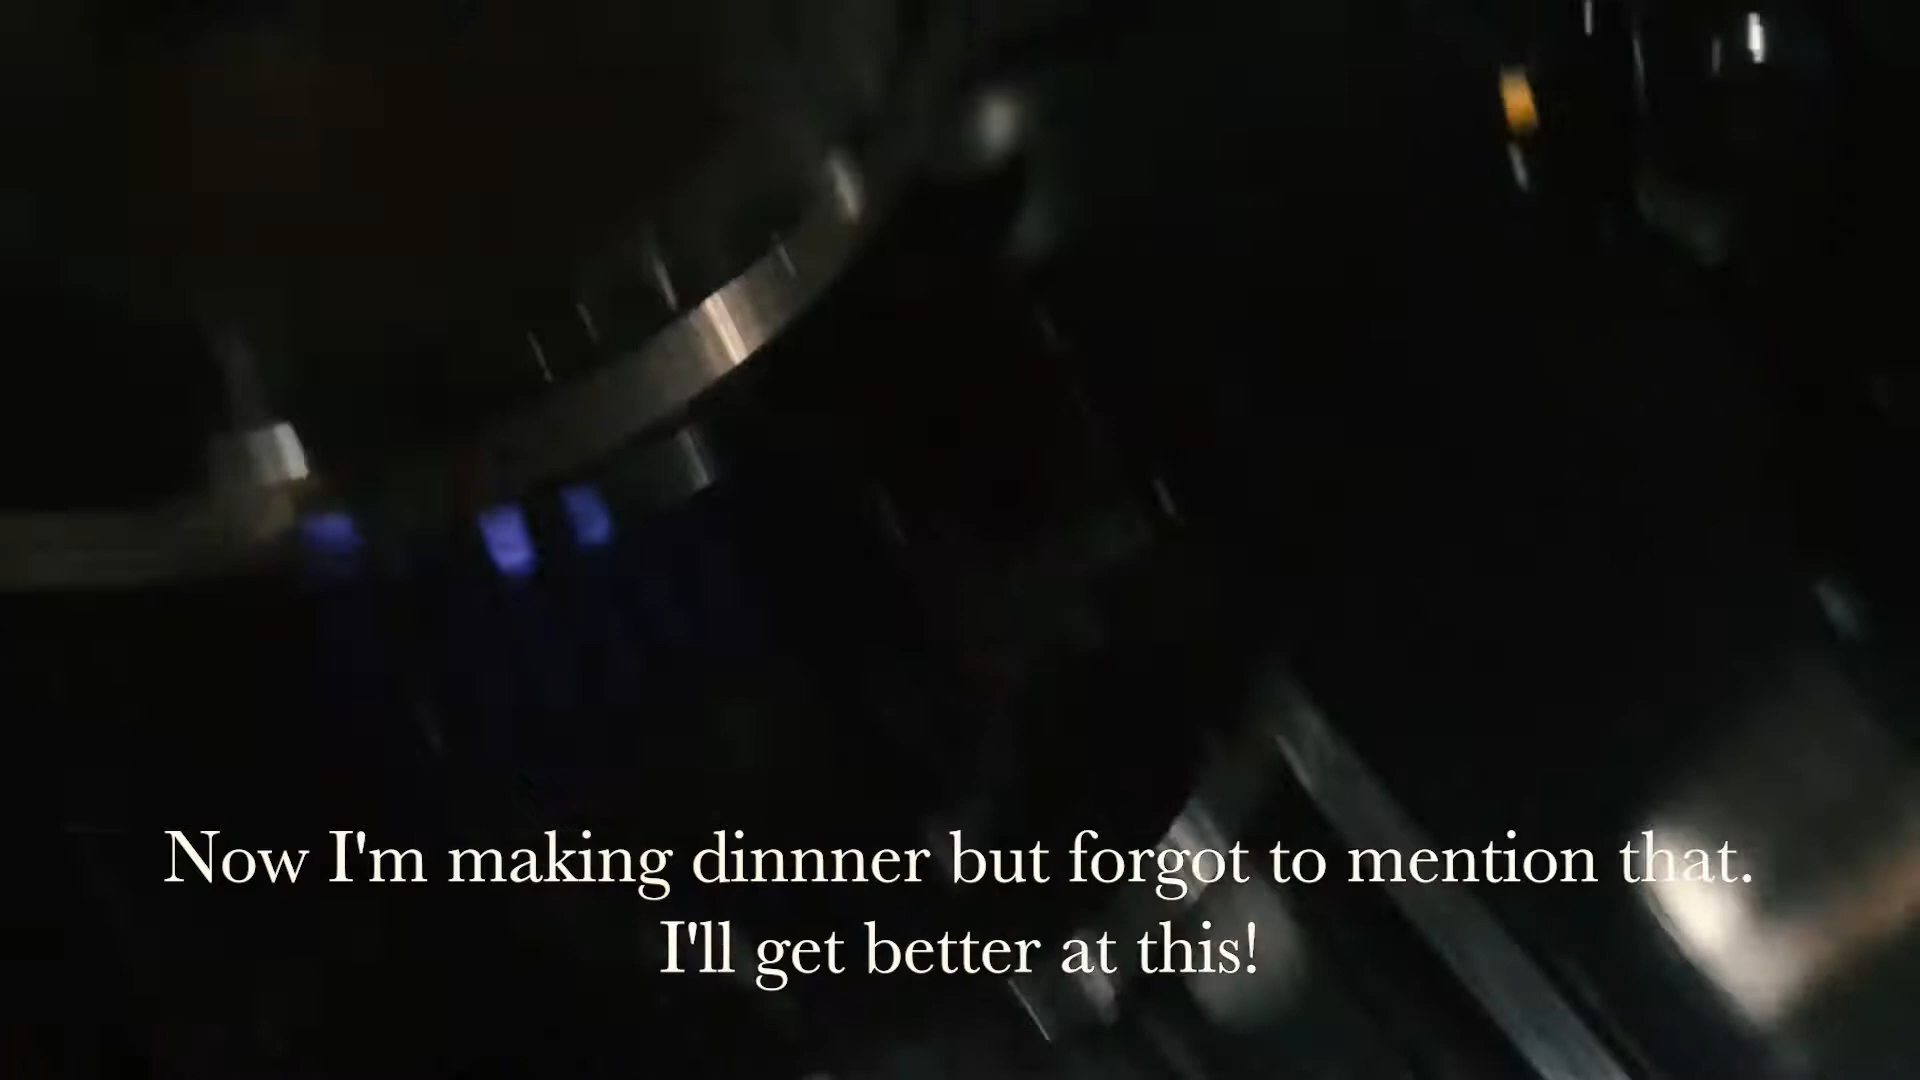 Now I'm making dinnner but forgot to mention that.
I'll get better at this!